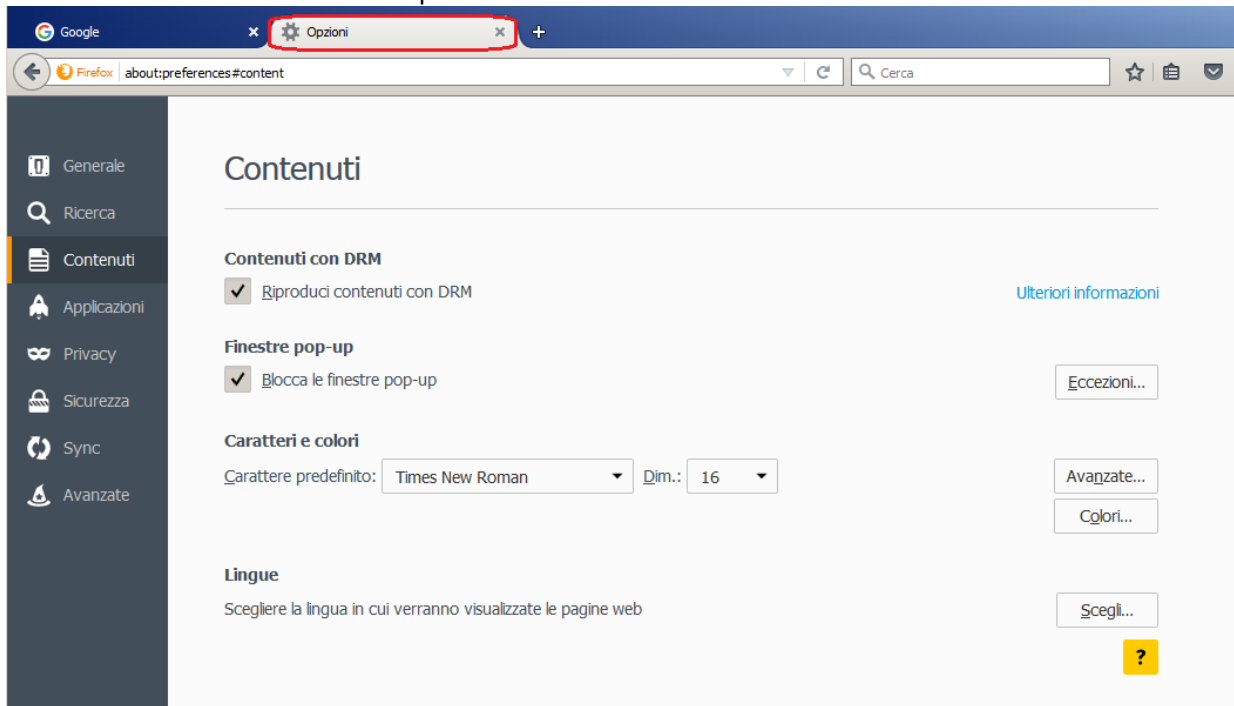 Google
Opzioni
Firefox about:preferences#content
Cerca
Generale
Ricerca
Contenuti
Applicazioni
Privacy
Sicurezza
Sync
Avanzate
Contenuti
Contenuti con DRM
Riproduci contenuti con DRM
Ulteriori informazioni
Finestre pop-up
Blocca le finestre pop-up
Eccezioni...
Caratteri e colori
Carattere predefinito: Times New Roman Dim.: 16
Avanzate...
Colori...
Lingue
Scegliere la lingua in cui verranno visualizzate le pagine web
Scegli...
?